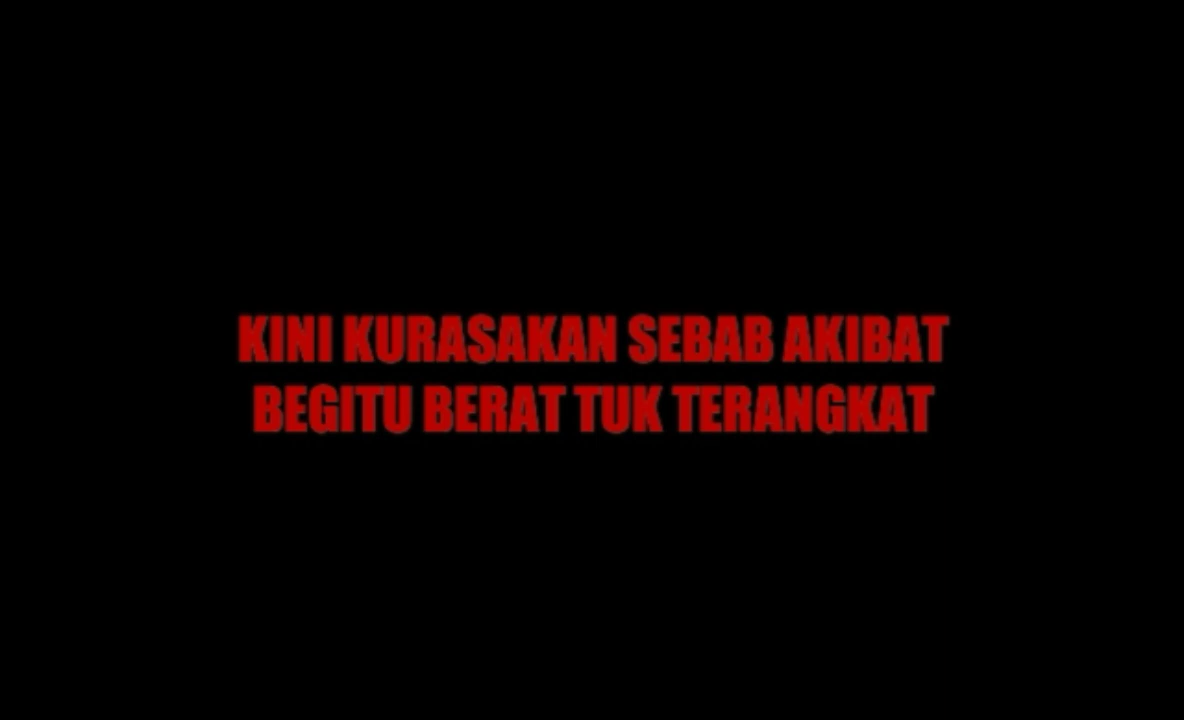 KINI KURASAKAN SEBAB AKIBAT
BEGITU BERAT TUK TERANGKAT